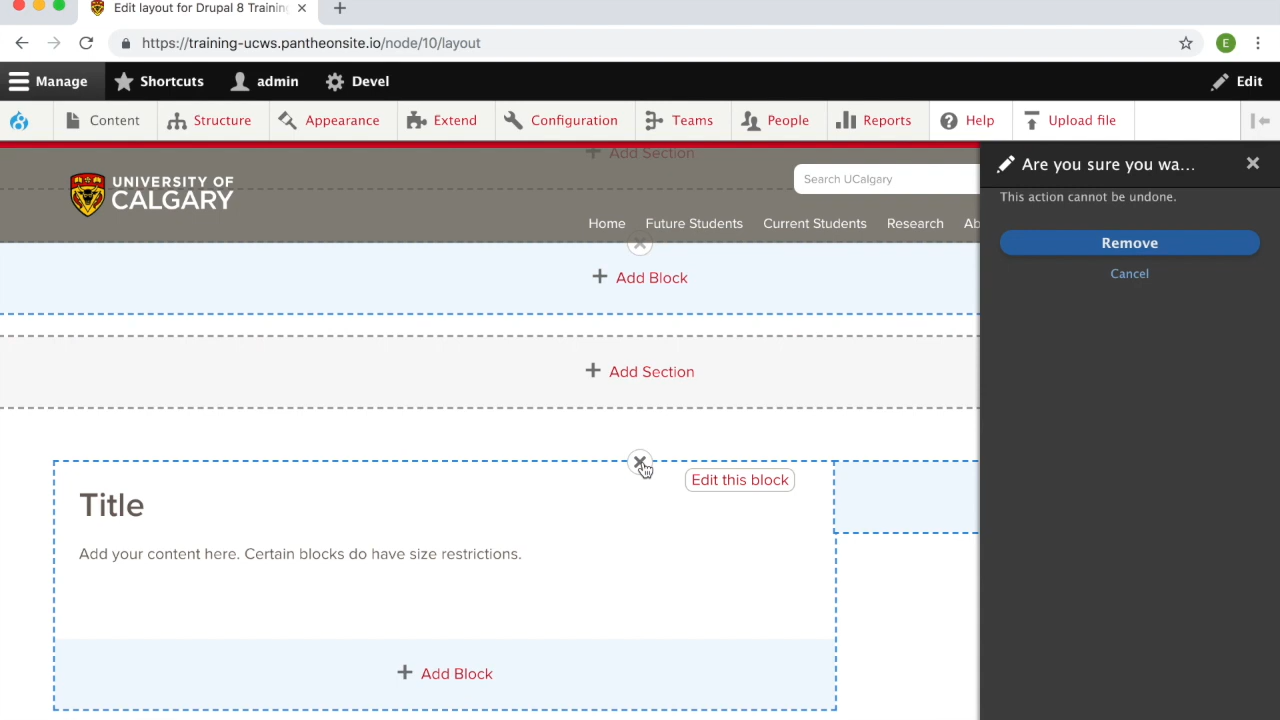 Edit layout for Drupal 8 Training
https://training-ucws.pantheonsite.io/node/10/layout
E
Manage Shortcuts admin Devel Edit
Content Structure Appearance Extend Configuration Teams People Reports Help Upload file
Add Section
UNIVERSITY OF
CALGARY
Search UCalgary
Home Future Students Current Students Research Ab
Are you sure you wa...
This action cannot be undone.
Remove
Cancel
Add Block
Add Section
Edit this block
Title
Add your content here. Certain blocks do have size restrictions.
Add Block